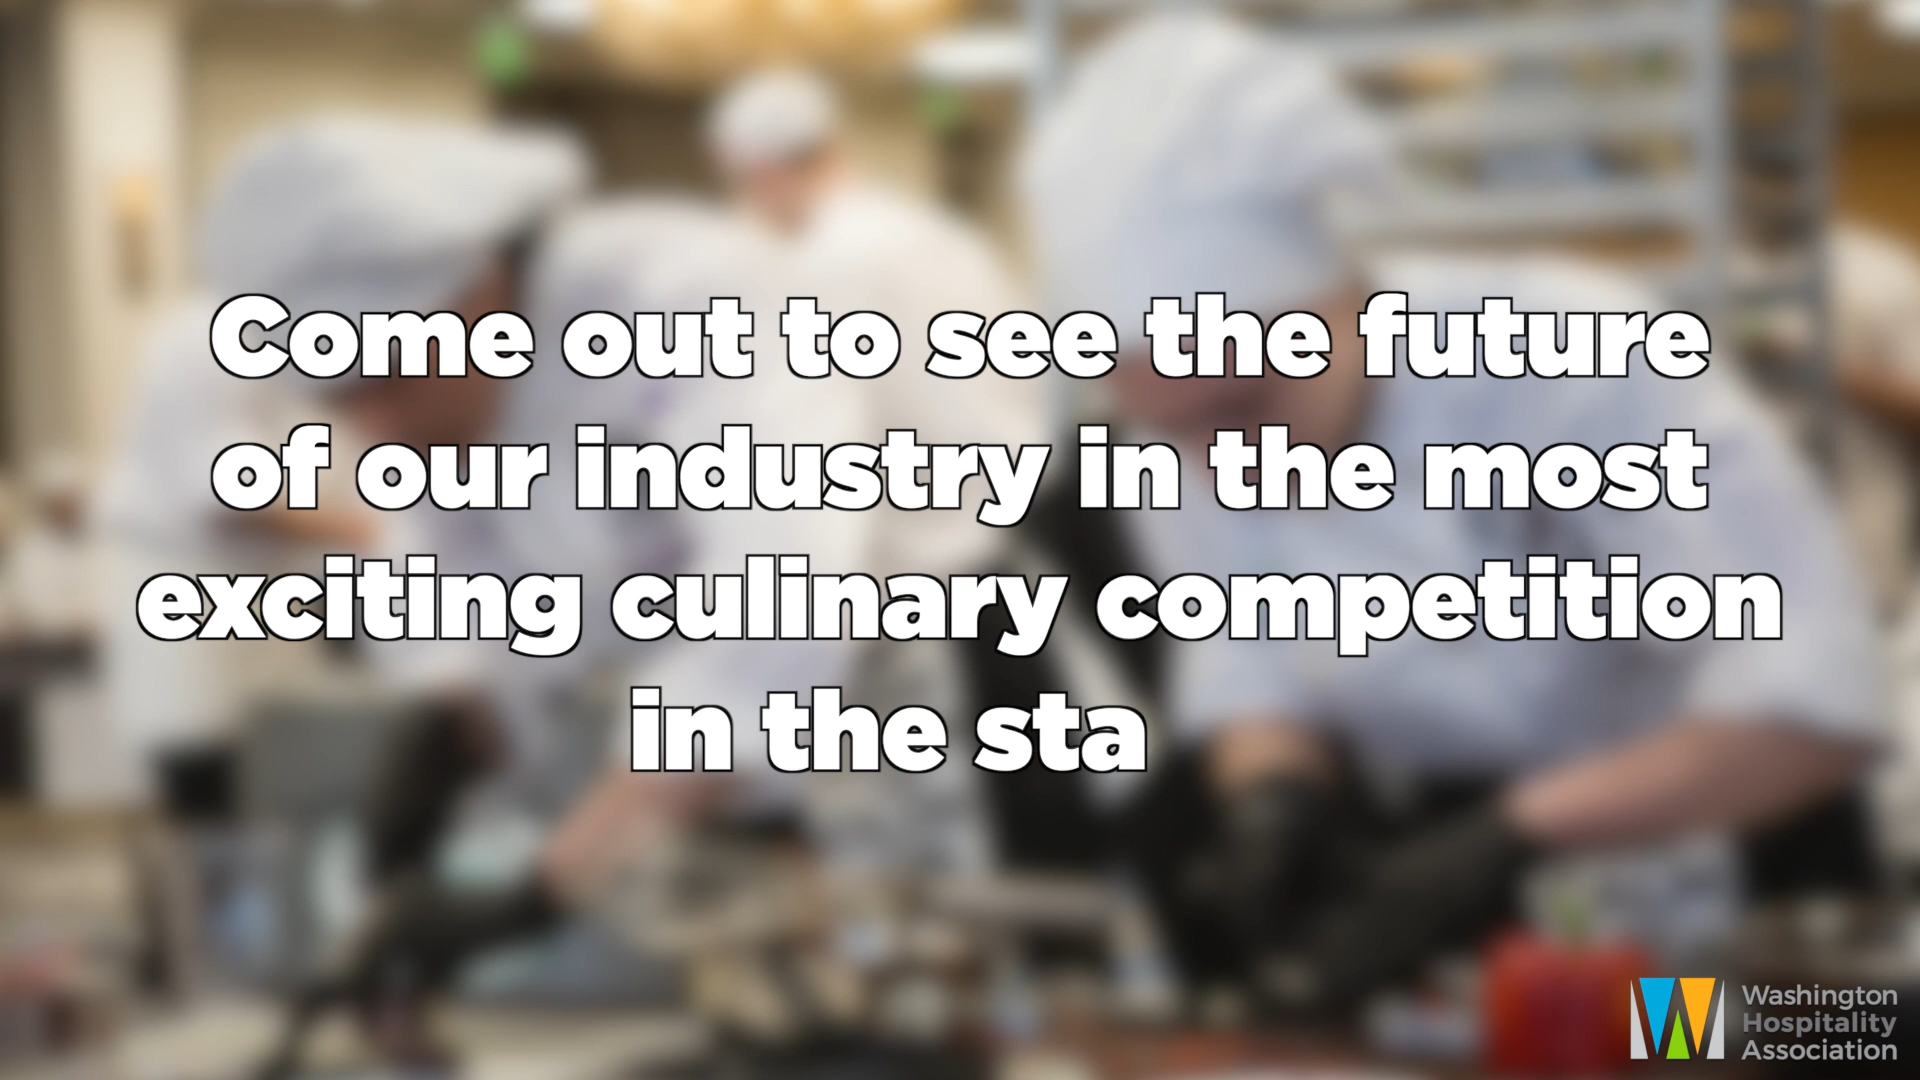 Come out to see the future
of our industry in the most
exciting culinary competition
in the sta
Washington
Hospitality
Association